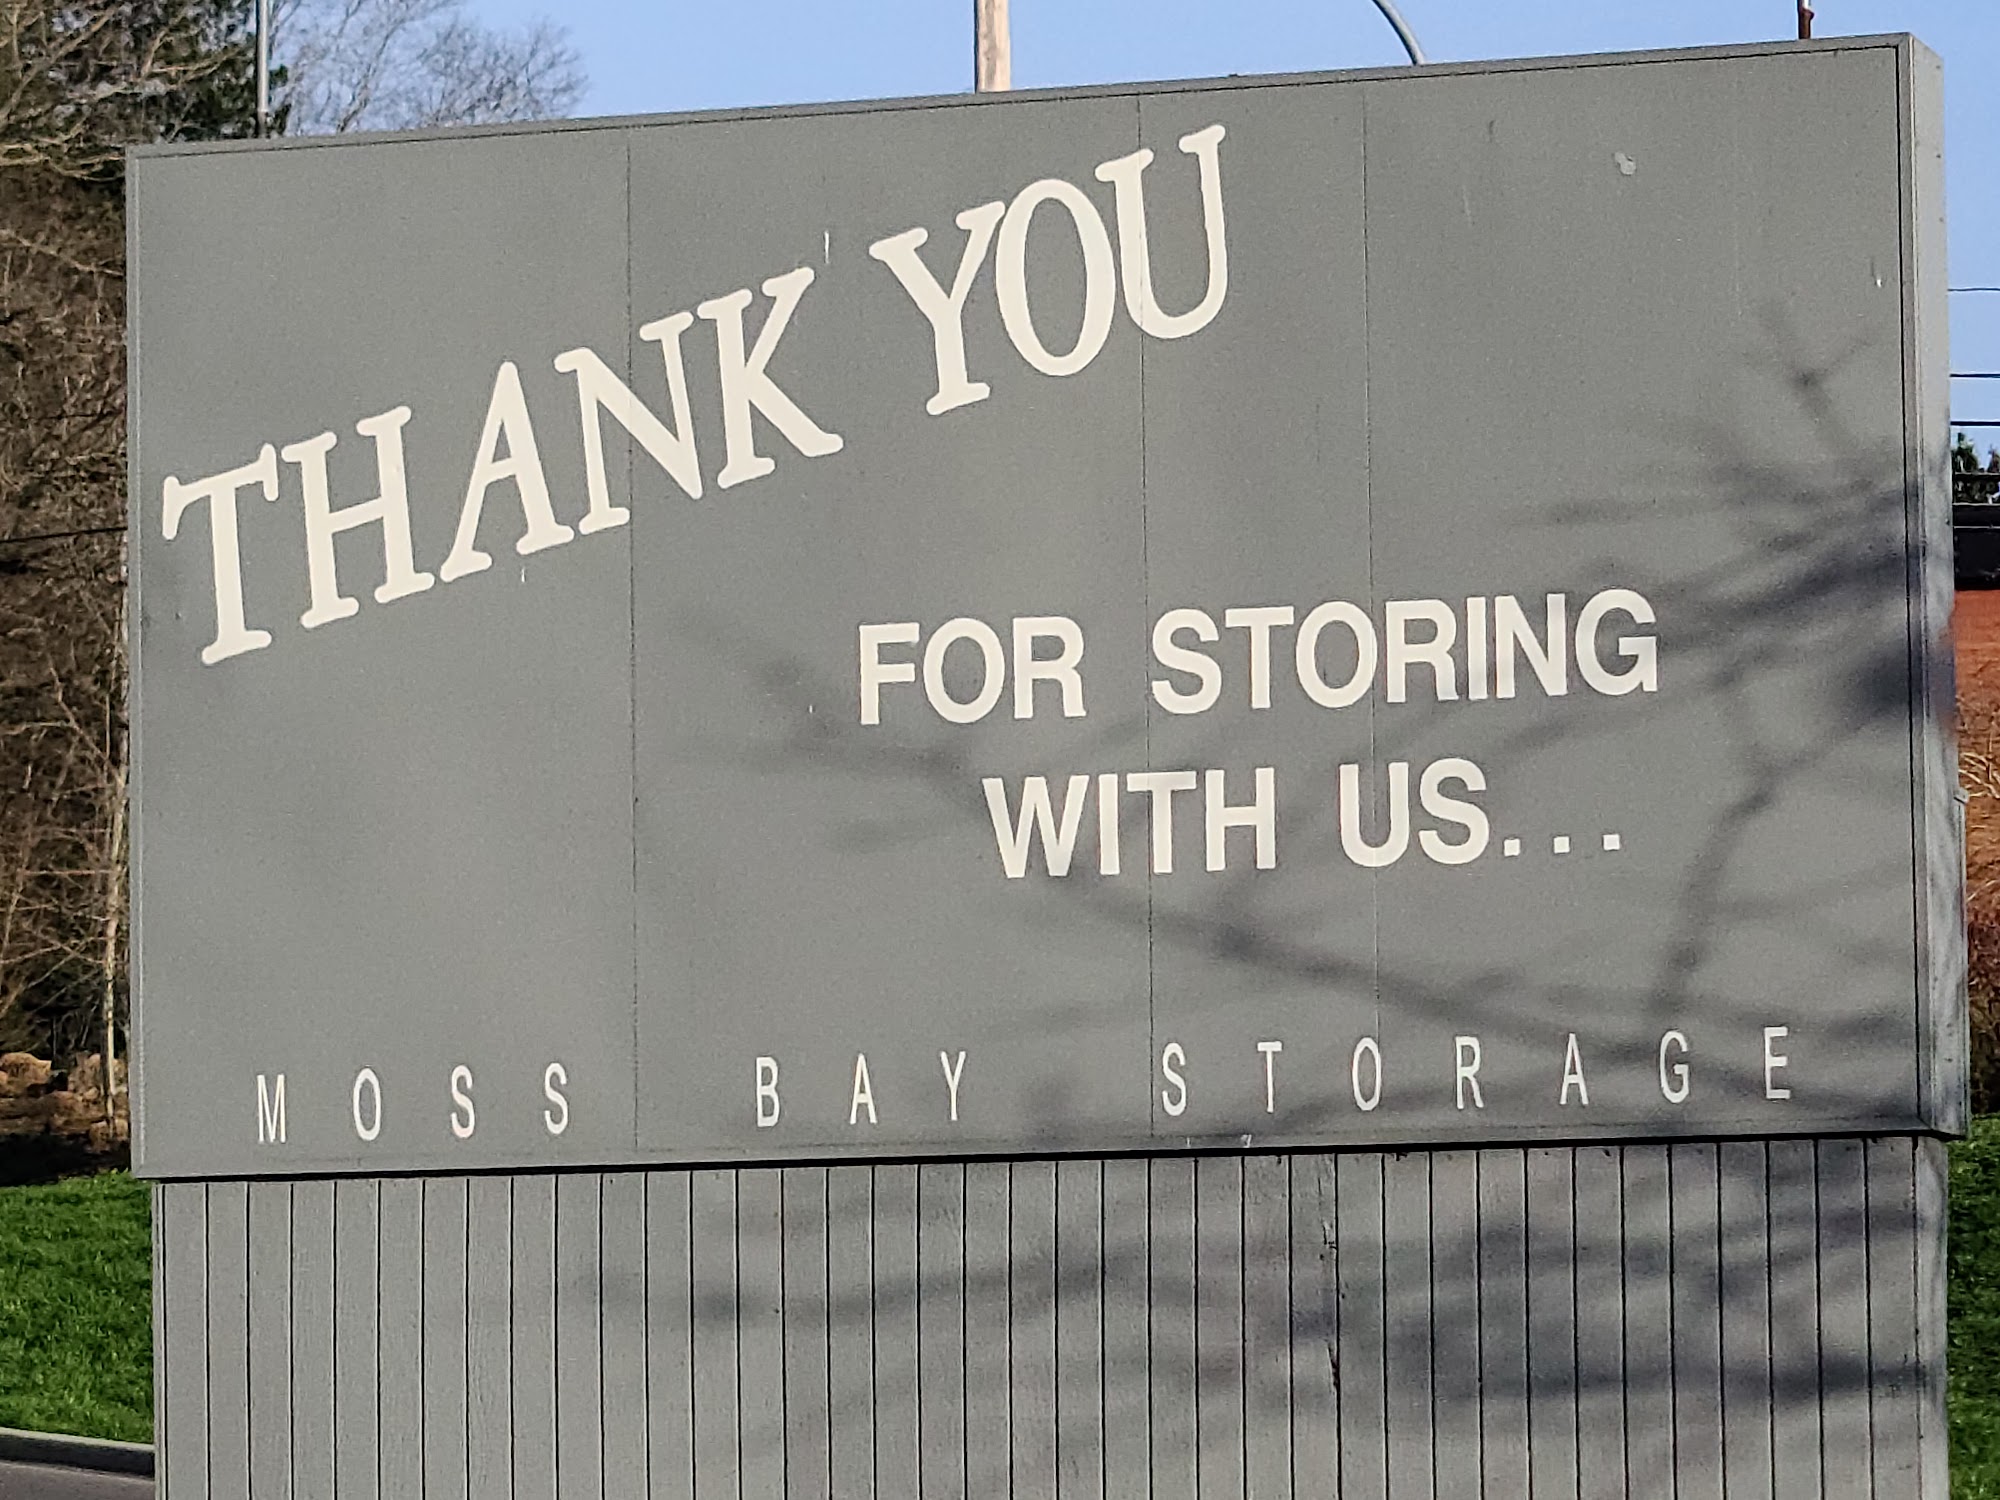 THANK YOU
FOR STORING
WITH US...
MOSS BAY STORAGE